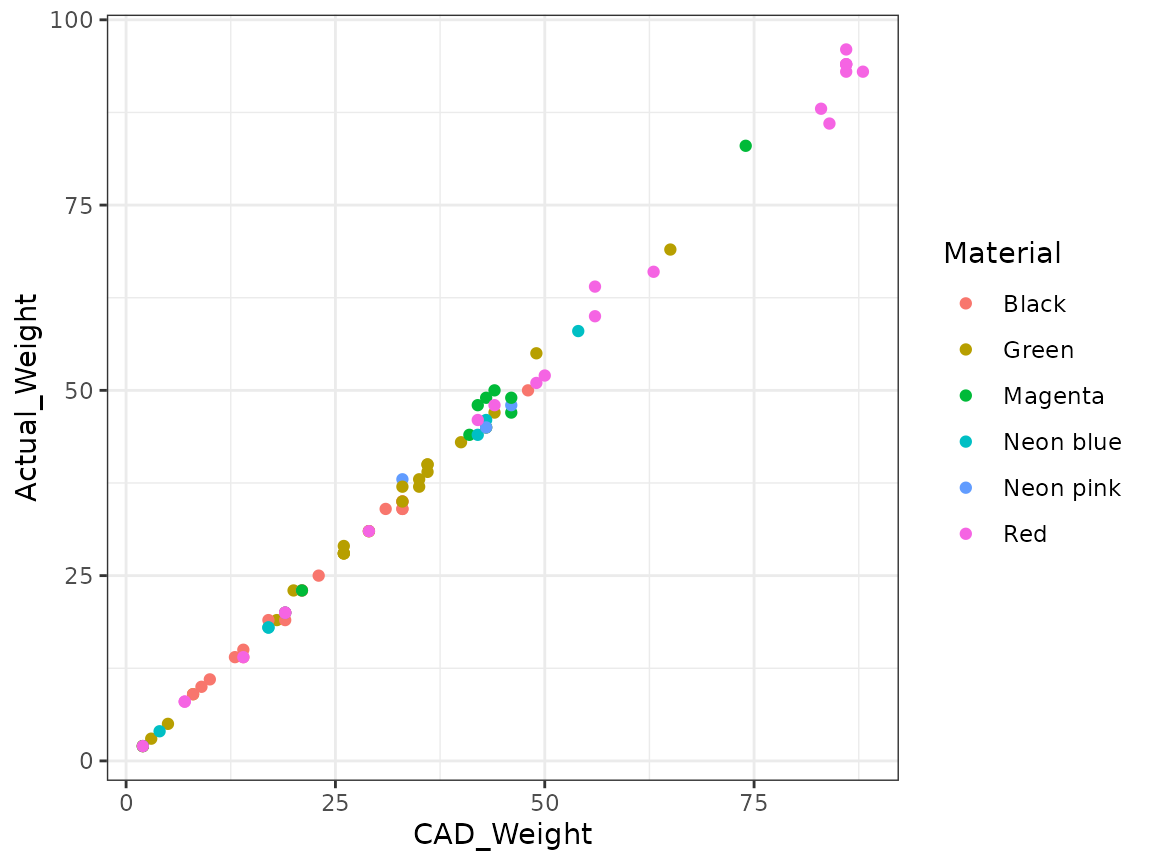 100
75
50
25
0
Actual_Weight
0 25 50 75
CAD_Weight
Material
Black
Green
Magenta
Neon blue
Neon pink
Red